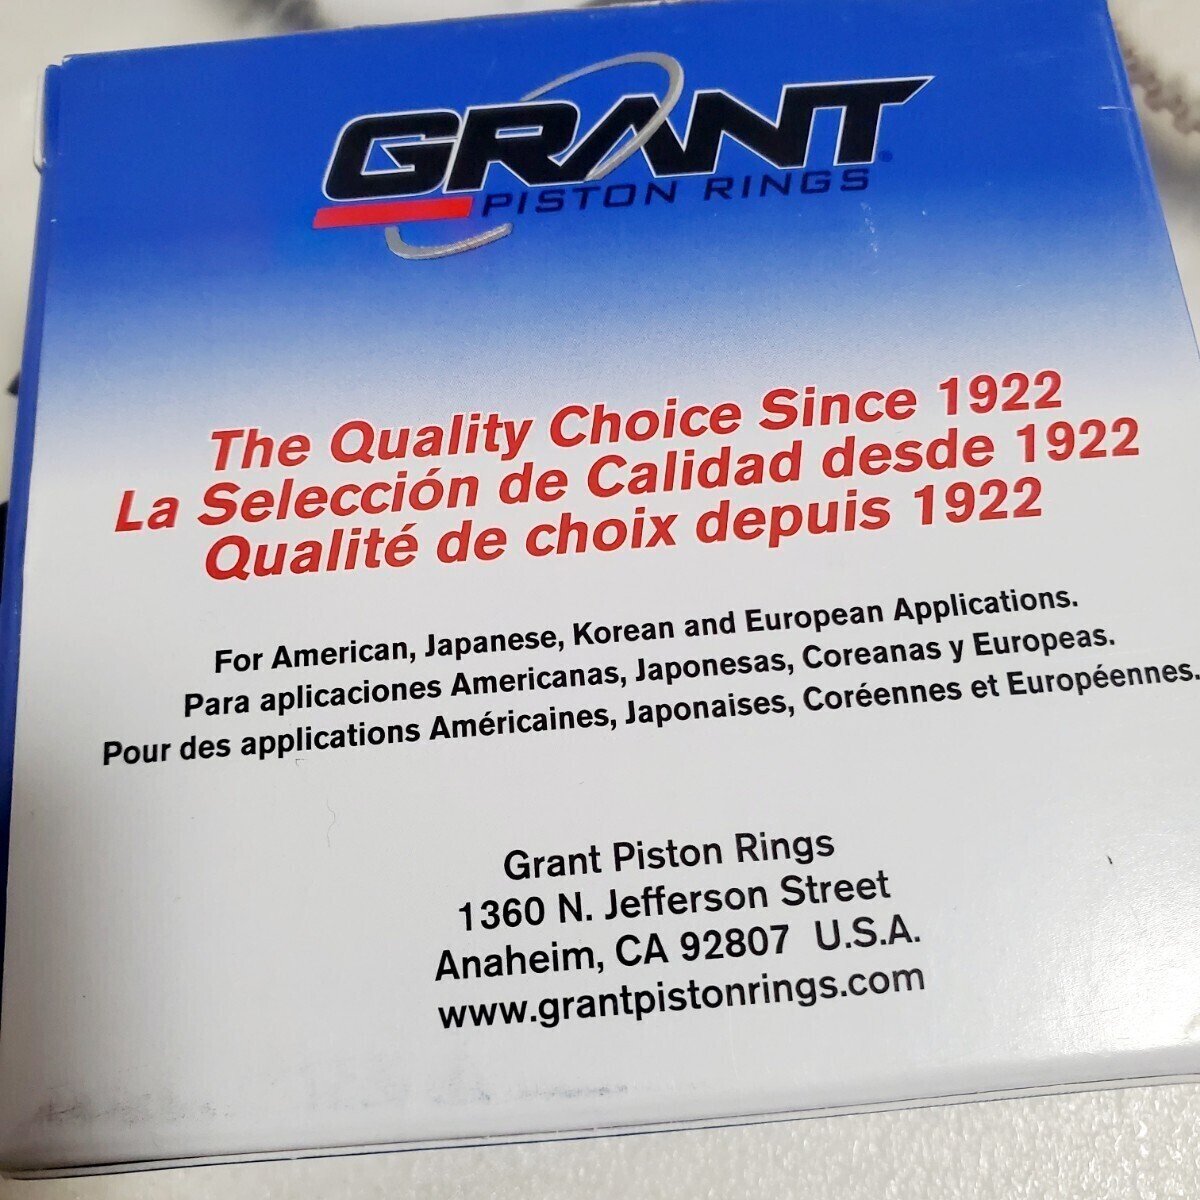 GRANT
PISTON RINGS
The Quality Choice Since 1922
La Selección de Calidad desde 1922
Qualité de choix depuis 1922
For American, Japanese, Korean and European Applications.
Para aplicaciones Americanas, Japonesas, Coreanas y Europeas.
Pour des applications Américaines, Japonaises, Coréennes et Européennes.
Grant Piston Rings
1360 N. Jefferson Street
Anaheim, CA 92807 U.S.A.
www.grantpistonrings.com